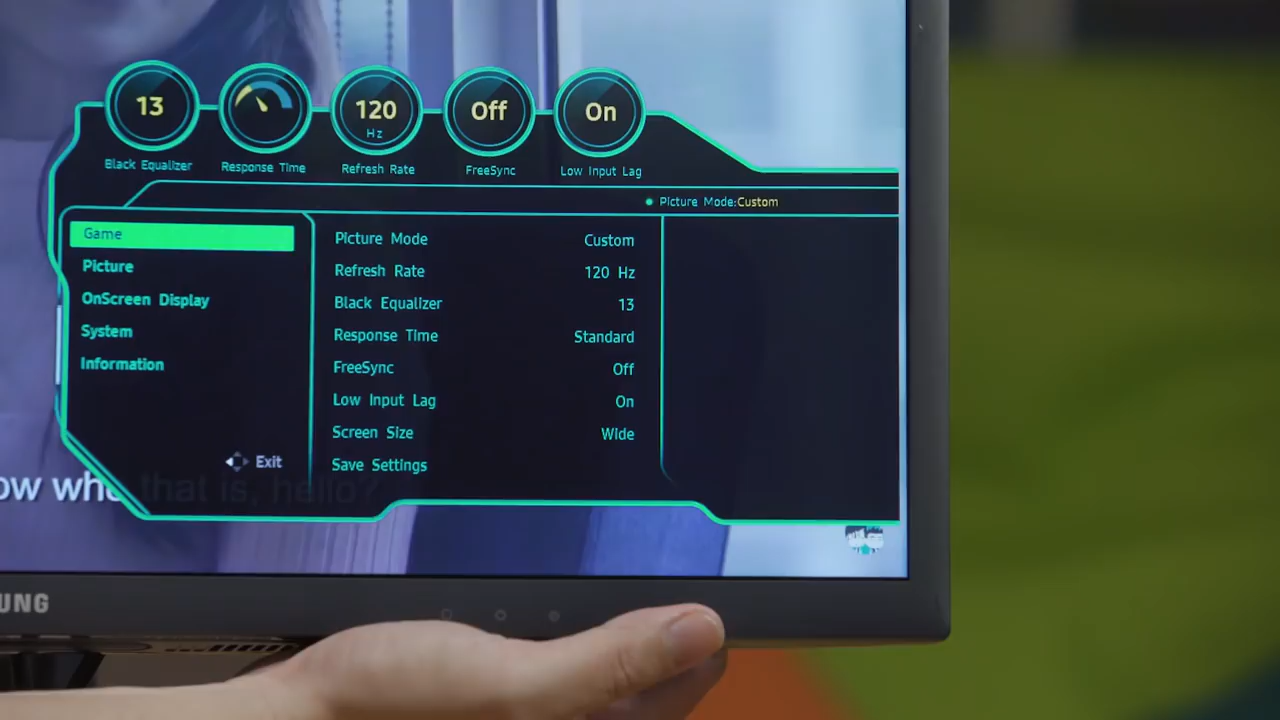 13
120
Hz
Off
On
Black Equalizer
Response Time
Refresh Rate
FreeSync
Low Input Lag
Picture Mode:Custom
Game
Picture
OnScreen Display
System
Information
Exit
Picture Mode Custom
Refresh Rate 120 Hz
Black Equalizer 13
Response Time Standard
FreeSync Off
Low Input Lag On
Screen Size Wide
Save Settings
ow who that is, hello?
UNG